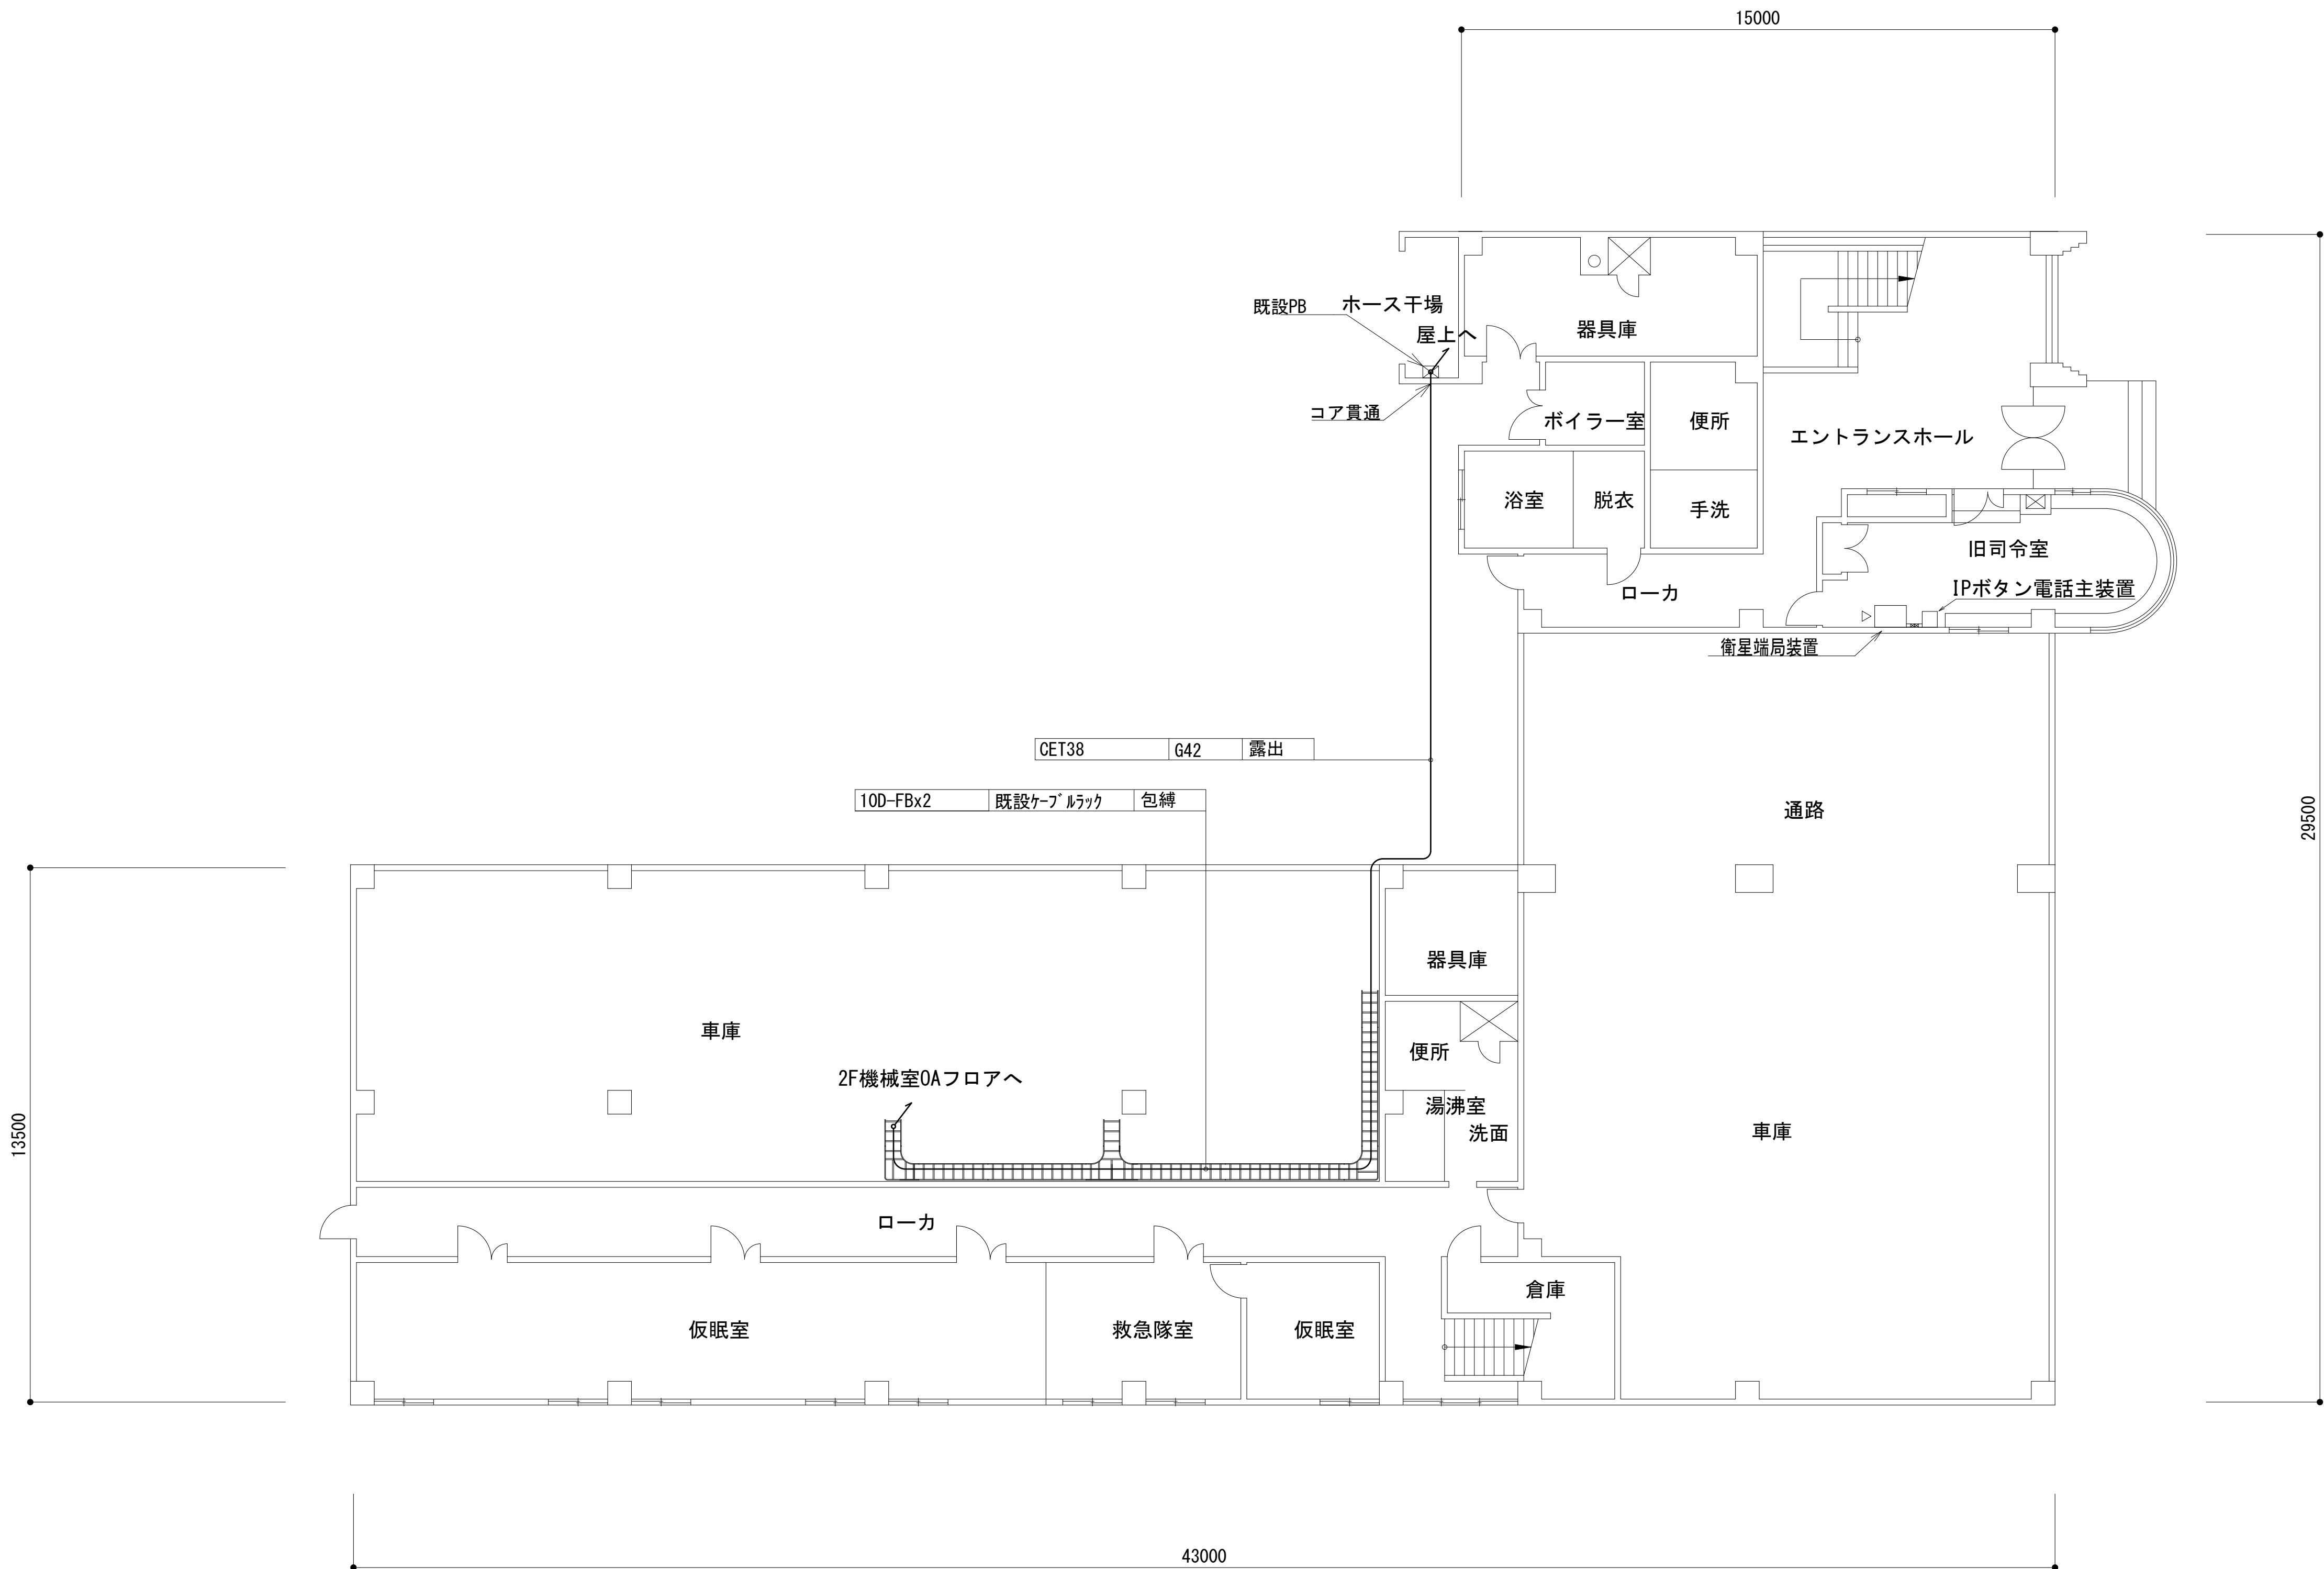 15000
既設PB
ホース干場
屋上へ
器具庫
コア貫通
ボイラー室
便所
エントランスホール
浴室
脱衣
手洗
旧司令室
IPボタン電話主装置
ローカ
衛星端局装置
CET38 G42 露出
10D-FBx2 既設ｹｰﾌﾞﾙﾗｯｸ 包縛
通路
29500
器具庫
車庫
便所
2F機械室OAフロアへ
湯沸室
洗面
車庫
13500
ローカ
倉庫
仮眠室
救急隊室
仮眠室
43000